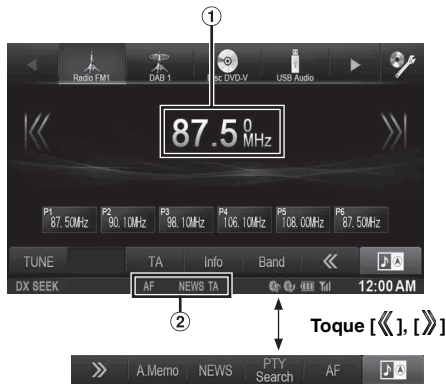 ①
Radio FM1 DAB 1 Disc DVD-V USB Audio
87.5 0 MHz
P1 87. 50MHz P2 90. 10MHz P3 98. 10MHz P4 106. 10MHz P5 108. 00MHz P6 87. 50MHz
TUNE TA Info Band 《
DX SEEK AF NEWS TA 12:00 AM
②
Toque [《], [》]
》 A.Memo NEWS PTY Search AF